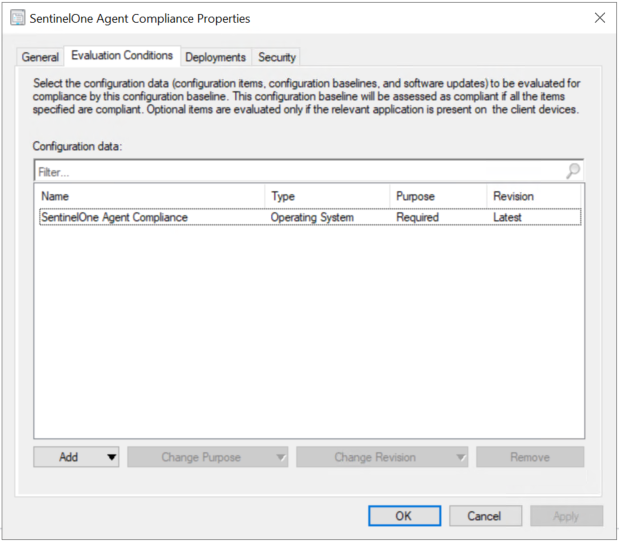 SentinelOne Agent Compliance Properties
General Evaluation Conditions Deployments Security
Select the configuration data (configuration items, configuration baselines, and software updates) to be evaluated for
compliance by this configuration baseline. This configuration baseline will be assessed as compliant if all the items
specified are compliant. Optional items are evaluated only if the relevant application is present on the client devices.
Configuration data:
Filter...
Name Type Purpose Revision
SentinelOne Agent Compliance Operating System Required Latest
Add Change Purpose Change Revision Remove
OK Cancel Apply